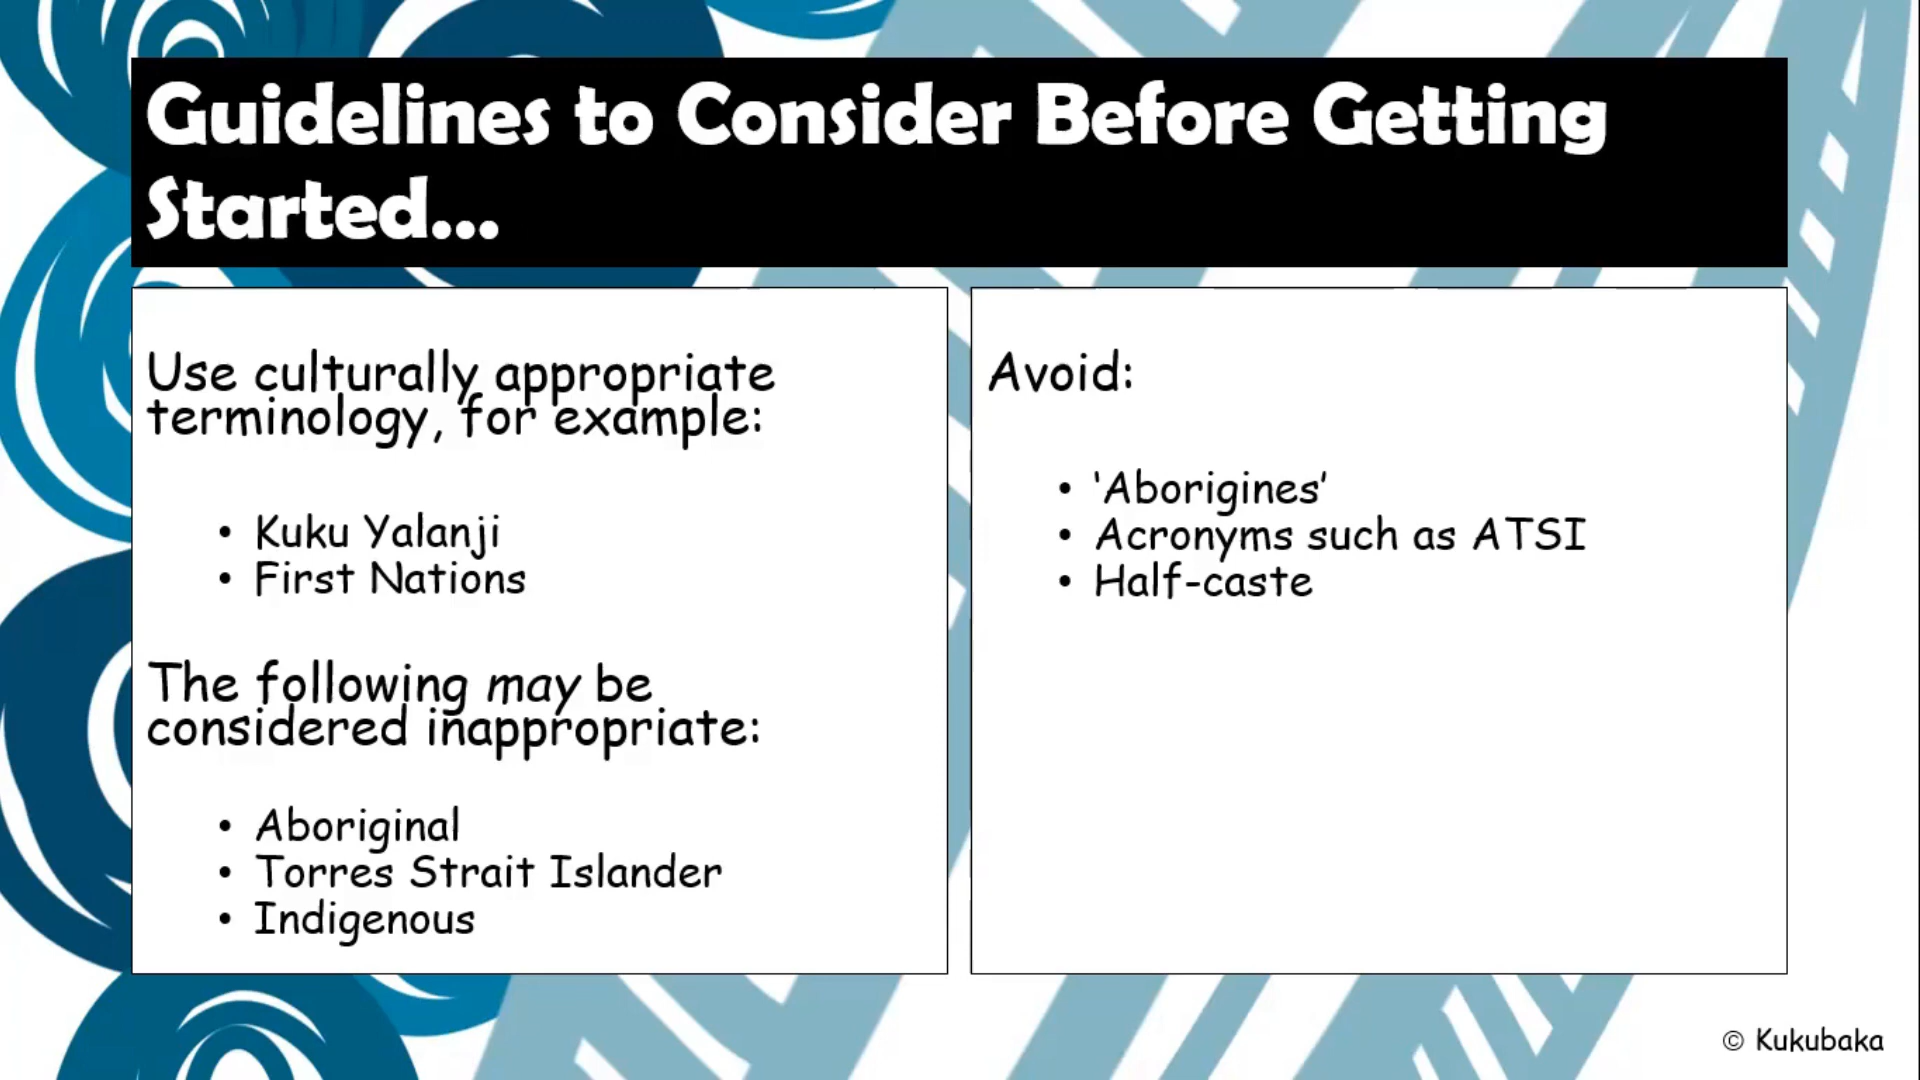 Guidelines to Consider Before Getting
Started...
Use culturally appropriate
terminology, for example:
• Kuku Yalanji
• First Nations
The following may be
considered inappropriate:
• Aboriginal
• Torres Strait Islander
• Indigenous
Avoid:
• ‘Aborigines’
• Acronyms such as ATSI
• Half-caste
© Kukubaka